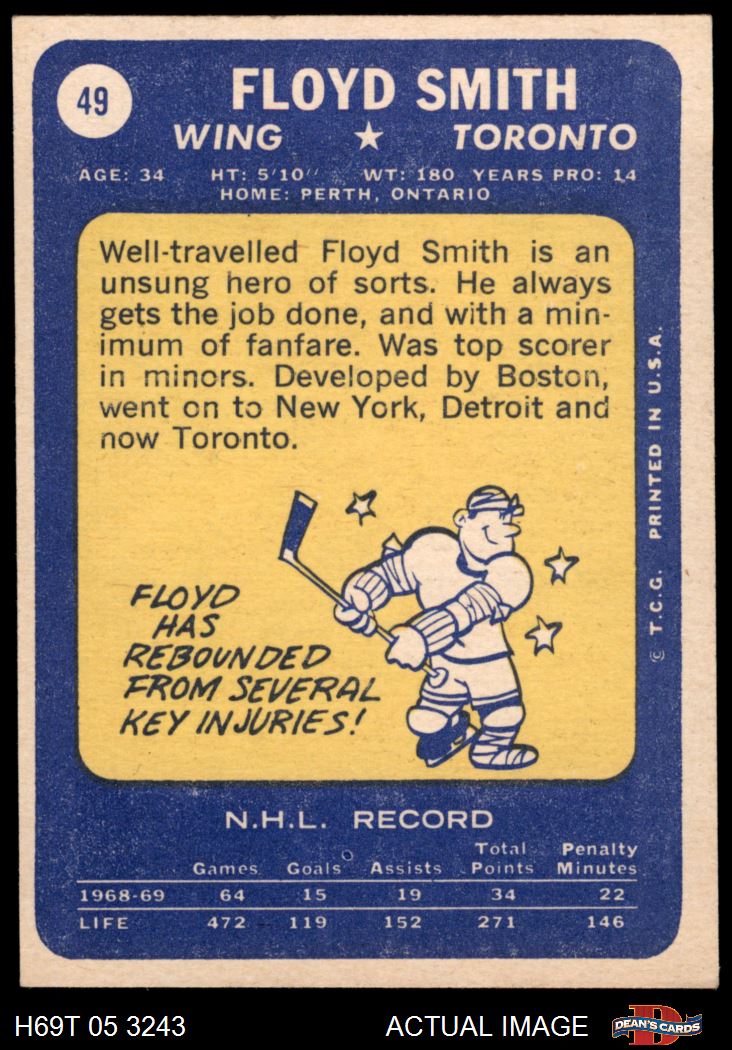 49
FLOYD SMITH
WING ★ TORONTO
AGE: 34 HT: 5'10'' WT: 180 YEARS PRO: 14
HOME: PERTH, ONTARIO
Well-travelled Floyd Smith is an
unsung hero of sorts. He always
gets the job done, and with a min-
imum of fanfare. Was top scorer
in minors. Developed by Boston,
went on to New York, Detroit and
now Toronto.
FLOYD
HAS
REBOUNDED
FROM SEVERAL
KEY INJURIES!
© T.C.G. PRINTED IN U.S.A.
N.H.L. RECORD
Games Goals Assists Total Points Penalty Minutes
1968-69 64 15 19 34 22
LIFE 472 119 152 271 146
H69T 05 3243 ACTUAL IMAGE DEAN'S CARDS